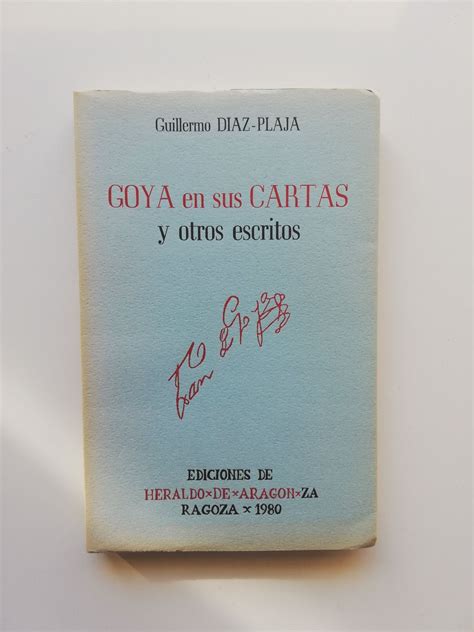 Guillermo DIAZ-PLAJA
GOYA en sus CARTAS
y otros escritos
EDICIONES DE
HERALDO×DE×ARAGON×ZA
RAGOZA × 1980